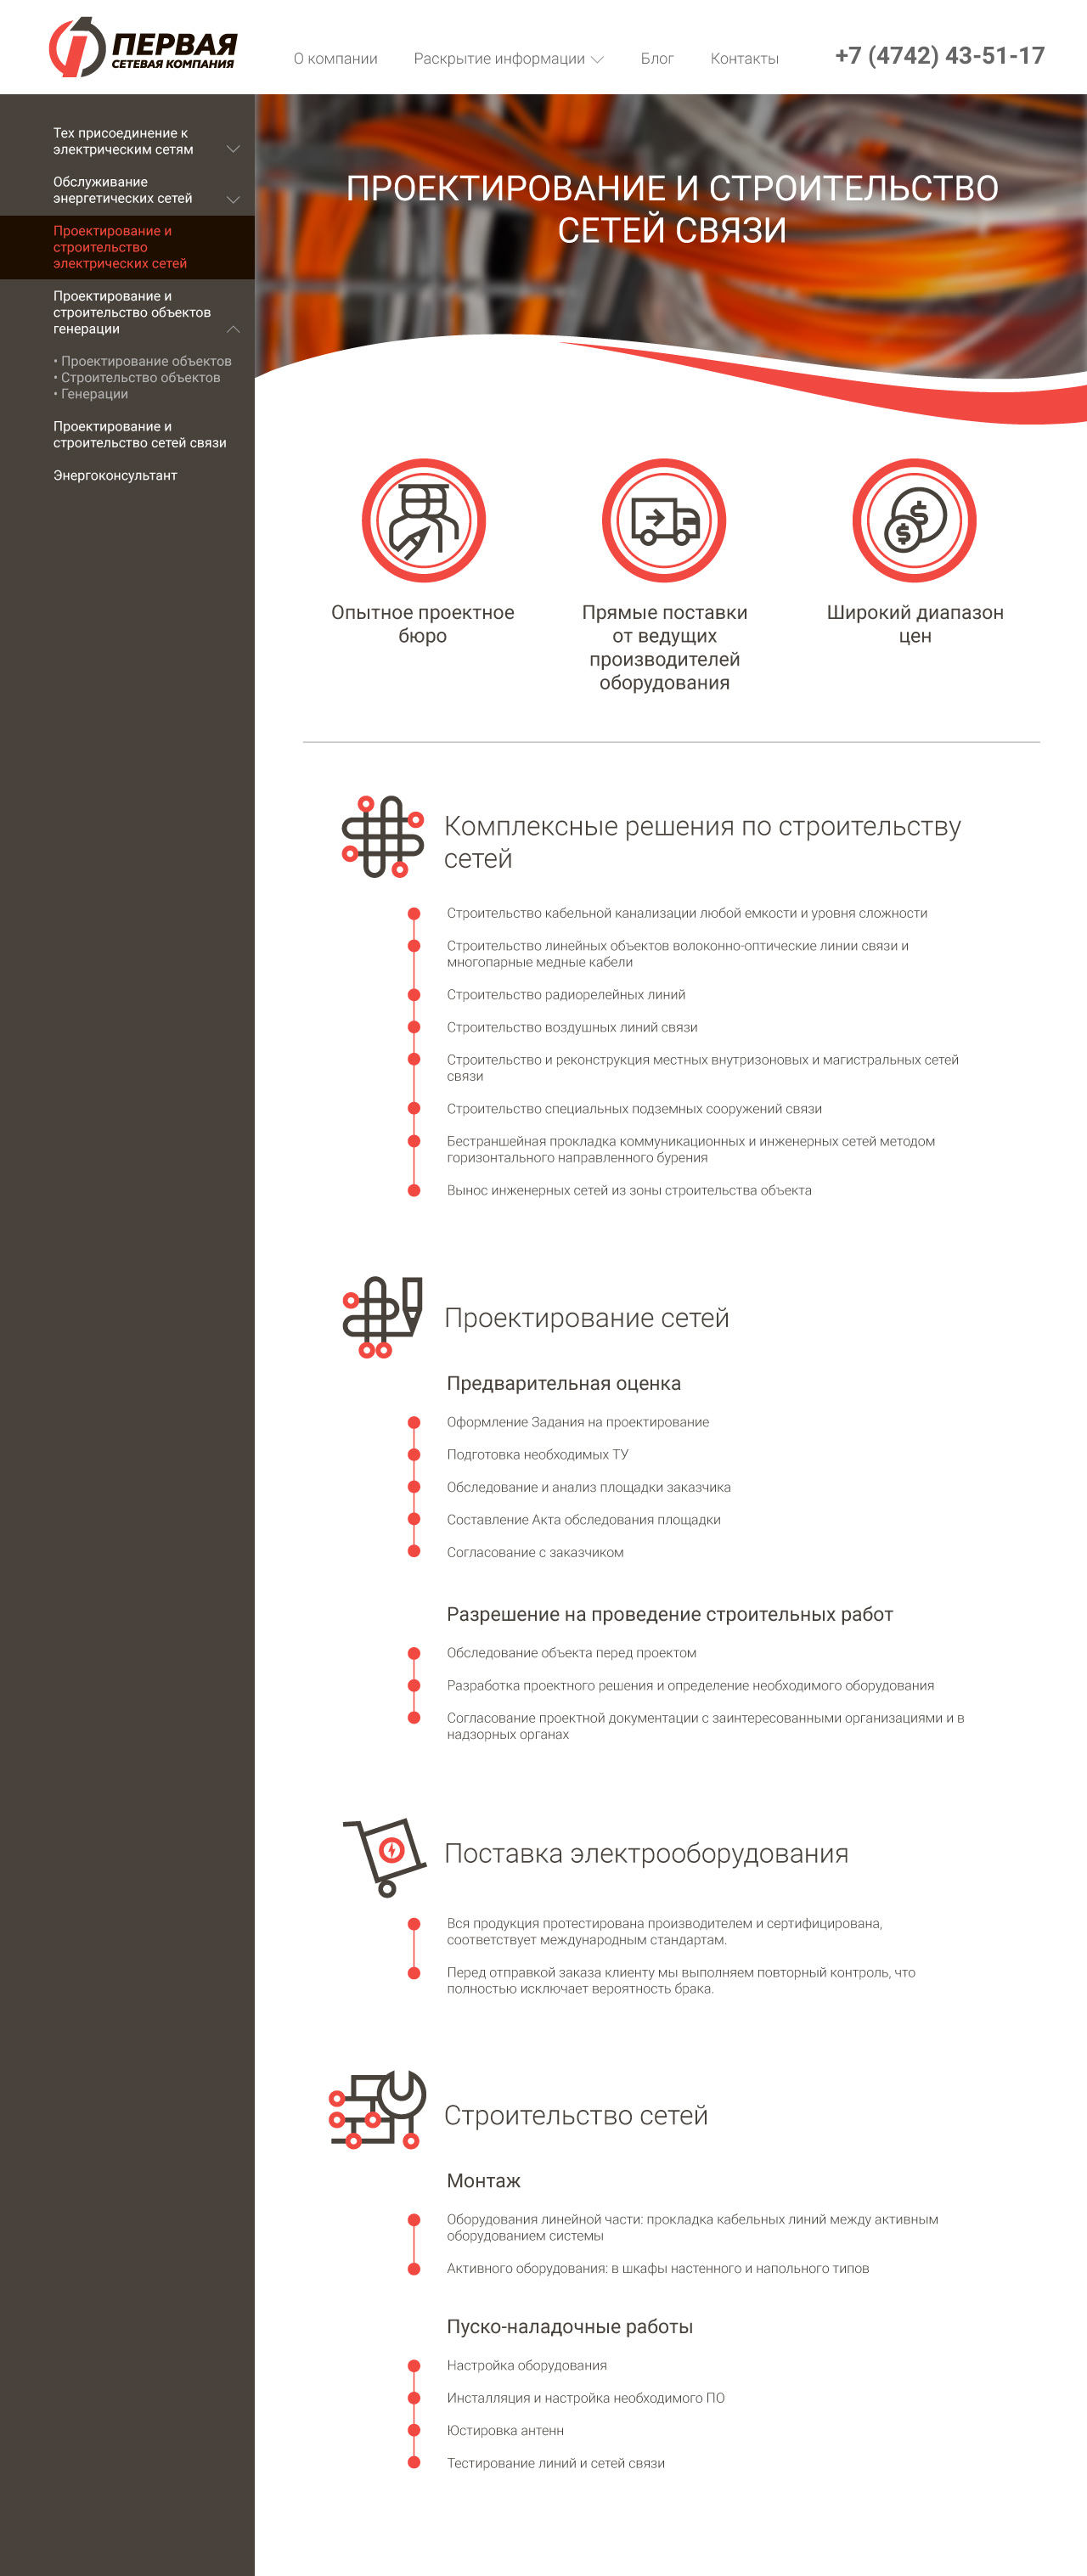 ПЕРВАЯ
СЕТЕВАЯ КОМПАНИЯ
О компании
Раскрытие информации
Блог
Контакты
+7 (4742) 43-51-17
Тех присоединение к
электрическим сетям
Обслуживание
энергетических сетей
Проектирование и
строительство
электрических сетей
Проектирование и
строительство объектов
генерации
• Проектирование объектов
• Строительство объектов
• Генерации
Проектирование и
строительство сетей связи
Энергоконсультант
ПРОЕКТИРОВАНИЕ И СТРОИТЕЛЬСТВО
СЕТЕЙ СВЯЗИ
Опытное проектное
бюро
Прямые поставки
от ведущих
производителей
оборудования
Широкий диапазон
цен
Комплексные решения по строительству
сетей
Строительство кабельной канализации любой емкости и уровня сложности
Строительство линейных объектов волоконно-оптические линии связи и
многопарные медные кабели
Строительство радиорелейных линий
Строительство воздушных линий связи
Строительство и реконструкция местных внутризоновых и магистральных сетей
связи
Строительство специальных подземных сооружений связи
Бестраншейная прокладка коммуникационных и инженерных сетей методом
горизонтального направленного бурения
Вынос инженерных сетей из зоны строительства объекта
Проектирование сетей
Предварительная оценка
Оформление Задания на проектирование
Подготовка необходимых ТУ
Обследование и анализ площадки заказчика
Составление Акта обследования площадки
Согласование с заказчиком
Разрешение на проведение строительных работ
Обследование объекта перед проектом
Разработка проектного решения и определение необходимого оборудования
Согласование проектной документации с заинтересованными организациями и в
надзорных органах
Поставка электрооборудования
Вся продукция протестирована производителем и сертифицирована,
соответствует международным стандартам.
Перед отправкой заказа клиенту мы выполняем повторный контроль, что
полностью исключает вероятность брака.
Строительство сетей
Монтаж
Оборудования линейной части: прокладка кабельных линий между активным
оборудованием системы
Активного оборудования: в шкафы настенного и напольного типов
Пуско-наладочные работы
Настройка оборудования
Инсталляция и настройка необходимого ПО
Юстировка антенн
Тестирование линий и сетей связи